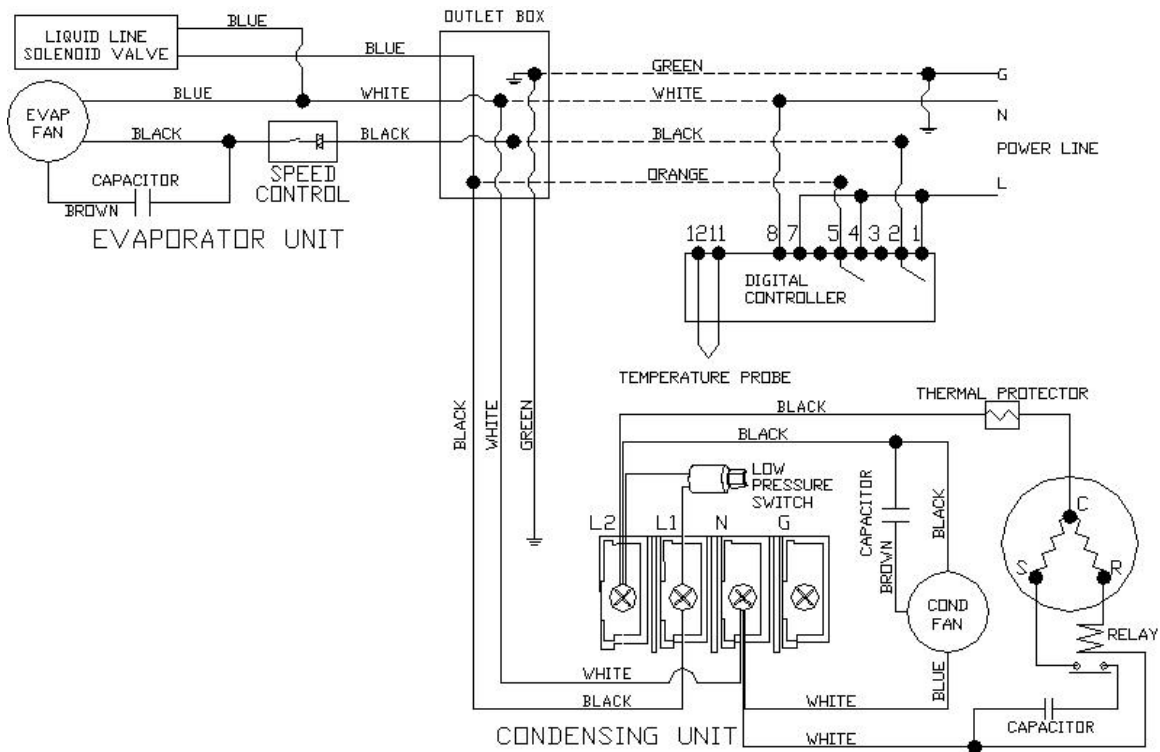 BLUE
OUTLET BOX
LIQUID LINE
SOLENOID VALVE
BLUE
GREEN
G
BLUE
WHITE
WHITE
N
EVAP
FAN
BLACK
BLACK
BLACK
POWER LINE
SPEED
CONTROL
CAPACITOR
BROWN
ORANGE
L
EVAPORATOR UNIT
12 11 8 7 5 4 3 2 1
DIGITAL
CONTROLLER
TEMPERATURE PROBE
BLACK
WHITE
GREEN
THERMAL PROTECTOR
BLACK
BLACK
LOW
PRESSURE
SWITCH
CAPACITOR
BROWN
BLACK
L2 L1 N G
C
S
R
COND
FAN
RELAY
WHITE
BLUE
BLACK
WHITE
CAPACITOR
CONDENSING UNIT
WHITE